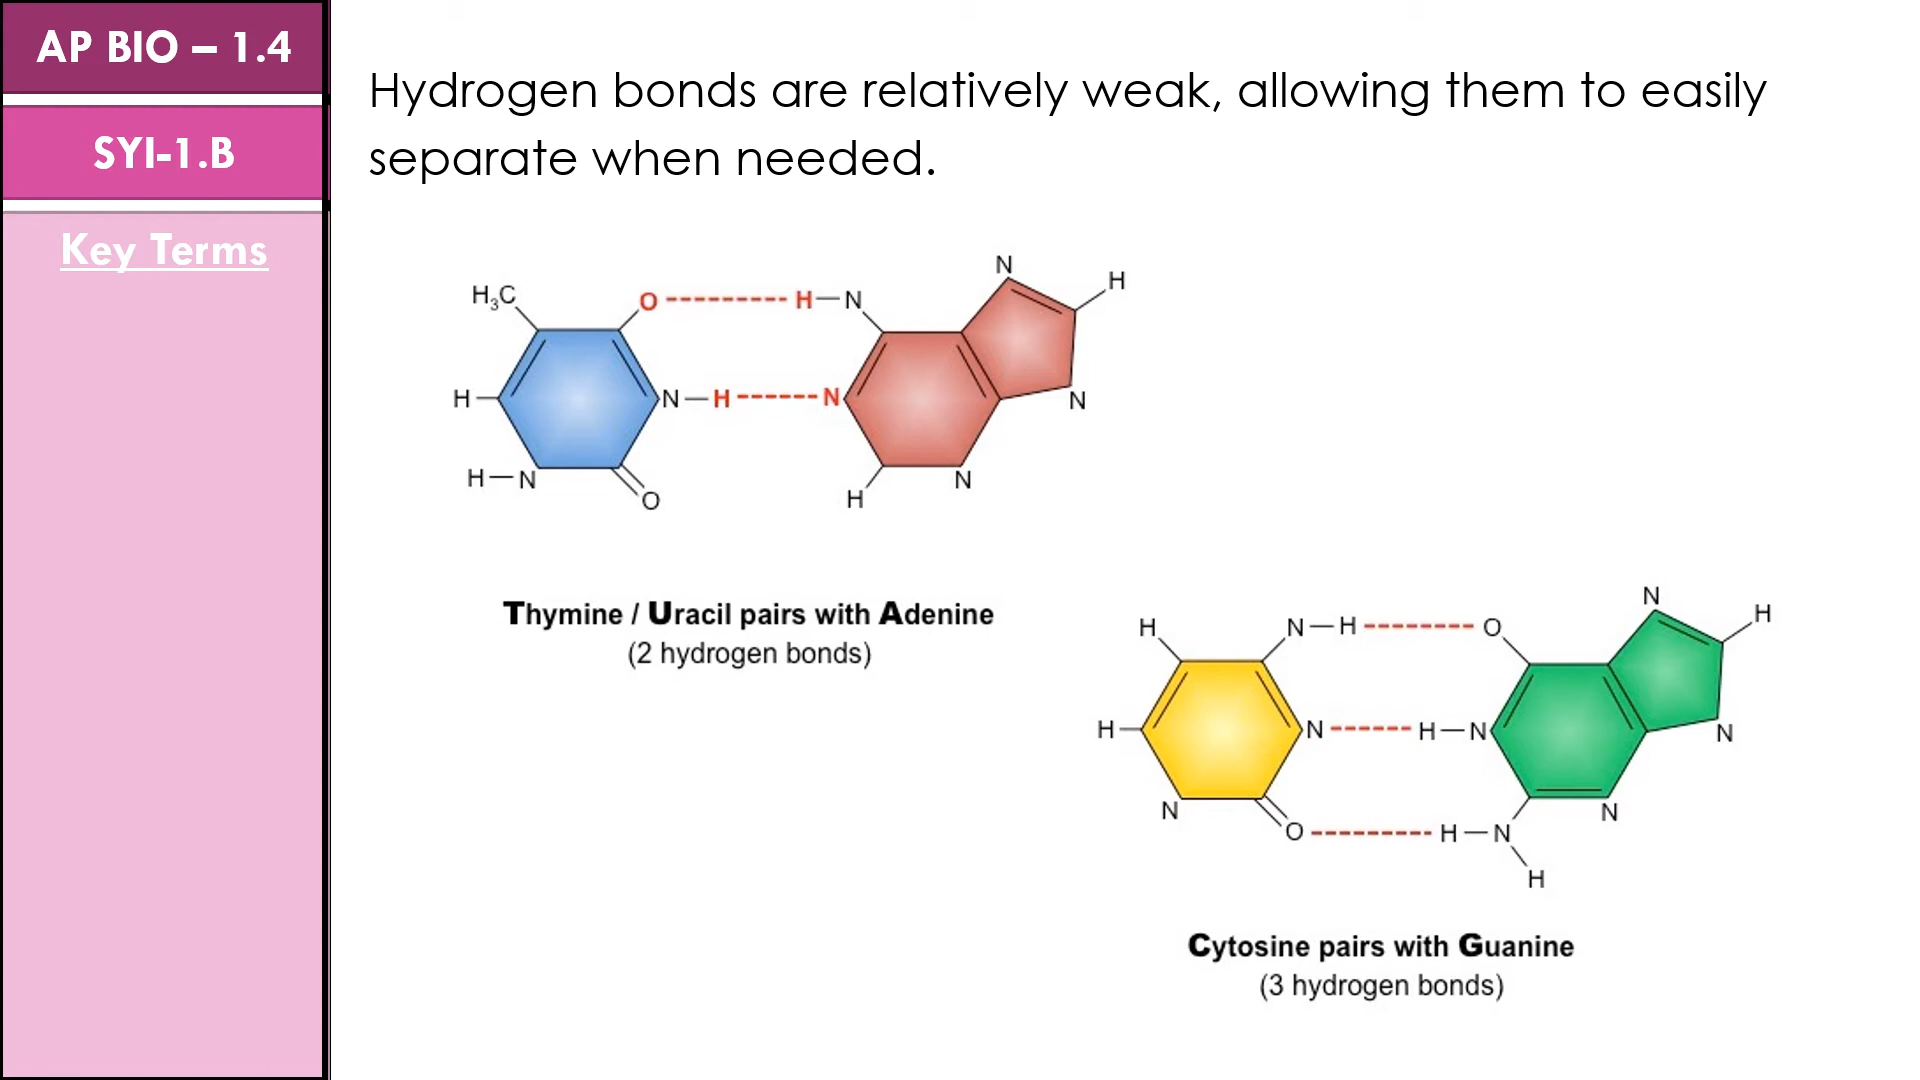 AP BIO – 1.4
SYI-1.B
Key Terms
Hydrogen bonds are relatively weak, allowing them to easily
separate when needed.
H₃C
O
H—N
N
H
H
N—H
N
N
H—N
O
H
N
Thymine / Uracil pairs with Adenine
(2 hydrogen bonds)
H
N—H
O
N
H
H
N
H—N
N
N
O
H—N
N
H
Cytosine pairs with Guanine
(3 hydrogen bonds)